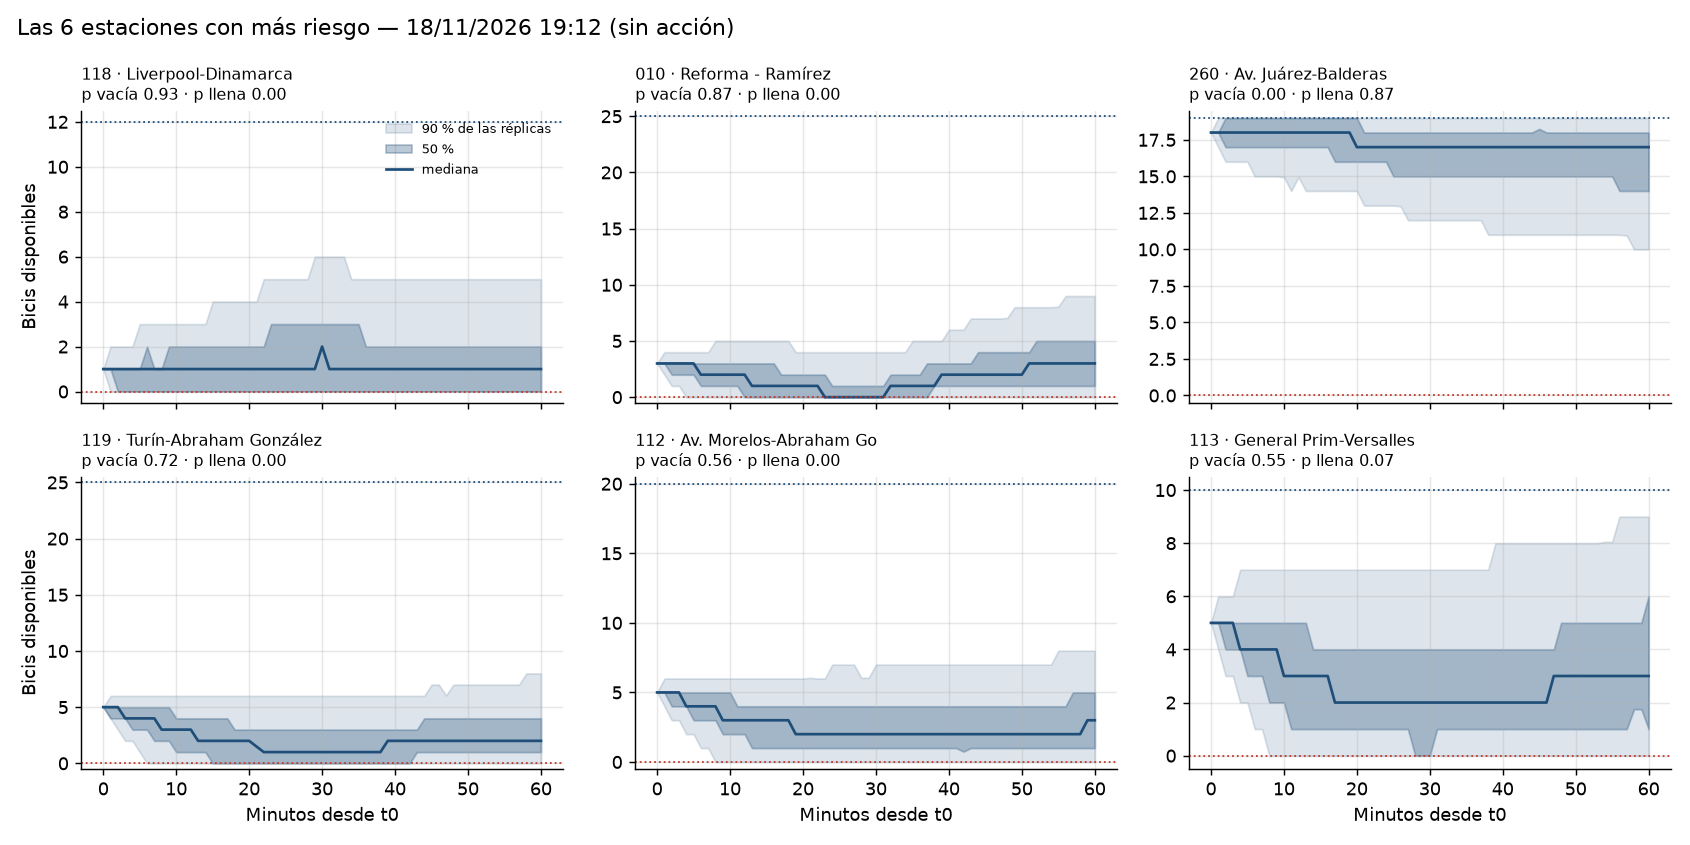 Las 6 estaciones con más riesgo — 18/11/2026 19:12 (sin acción)
118 · Liverpool-Dinamarca
p vacía 0.93 · p llena 0.00
12
10
8
6
4
2
0
Bicis disponibles
90 % de las réplicas
50 %
mediana
010 · Reforma - Ramírez
p vacía 0.87 · p llena 0.00
25
20
15
10
5
0
260 · Av. Juárez-Balderas
p vacía 0.00 · p llena 0.87
17.5
15.0
12.5
10.0
7.5
5.0
2.5
0.0
119 · Turín-Abraham González
p vacía 0.72 · p llena 0.00
25
20
15
10
5
0
Bicis disponibles
0 10 20 30 40 50 60
Minutos desde t0
112 · Av. Morelos-Abraham Go
p vacía 0.56 · p llena 0.00
20
15
10
5
0
0 10 20 30 40 50 60
Minutos desde t0
113 · General Prim-Versalles
p vacía 0.55 · p llena 0.07
10
8
6
4
2
0
0 10 20 30 40 50 60
Minutos desde t0